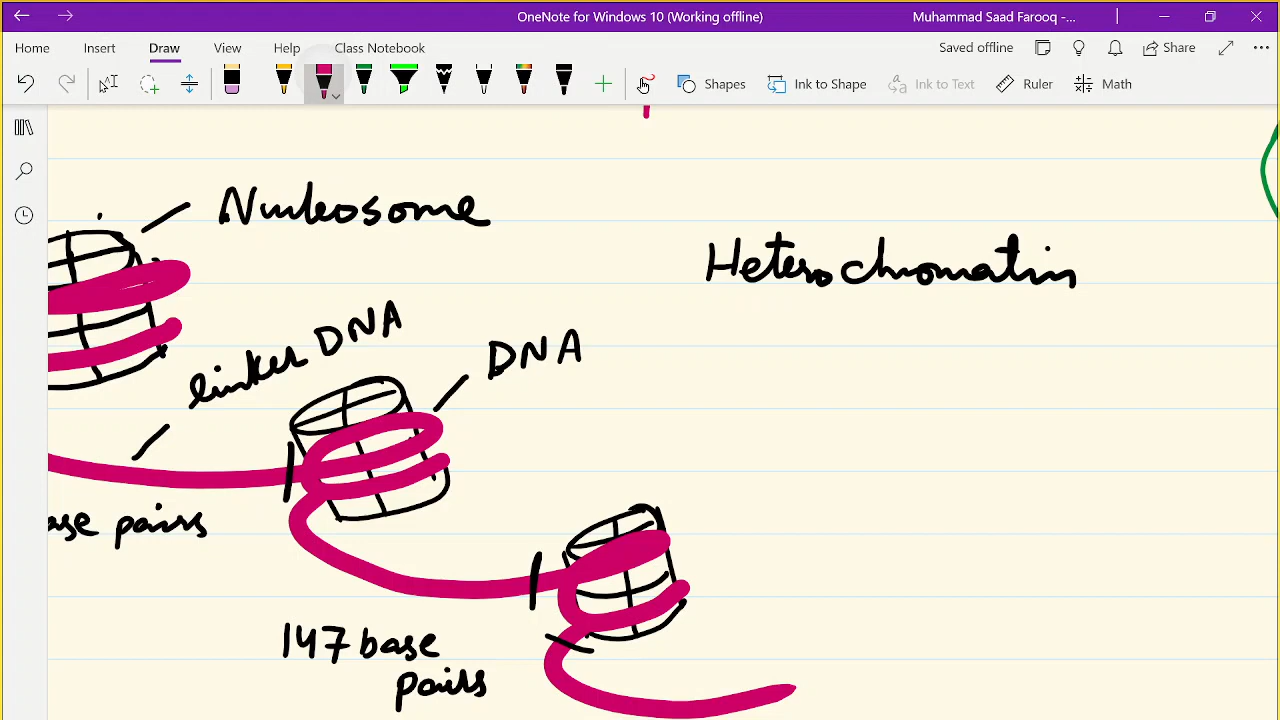 OneNote for Windows 10 (Working offline)
Muhammad Saad Farooq -...
Home Insert Draw View Help Class Notebook
Saved offline
Share
Shapes
Ink to Shape
Ink to Text
Ruler
Math
Nucleosome
Heterochromatin
linker DNA
DNA
ase pairs
147 base
pairs